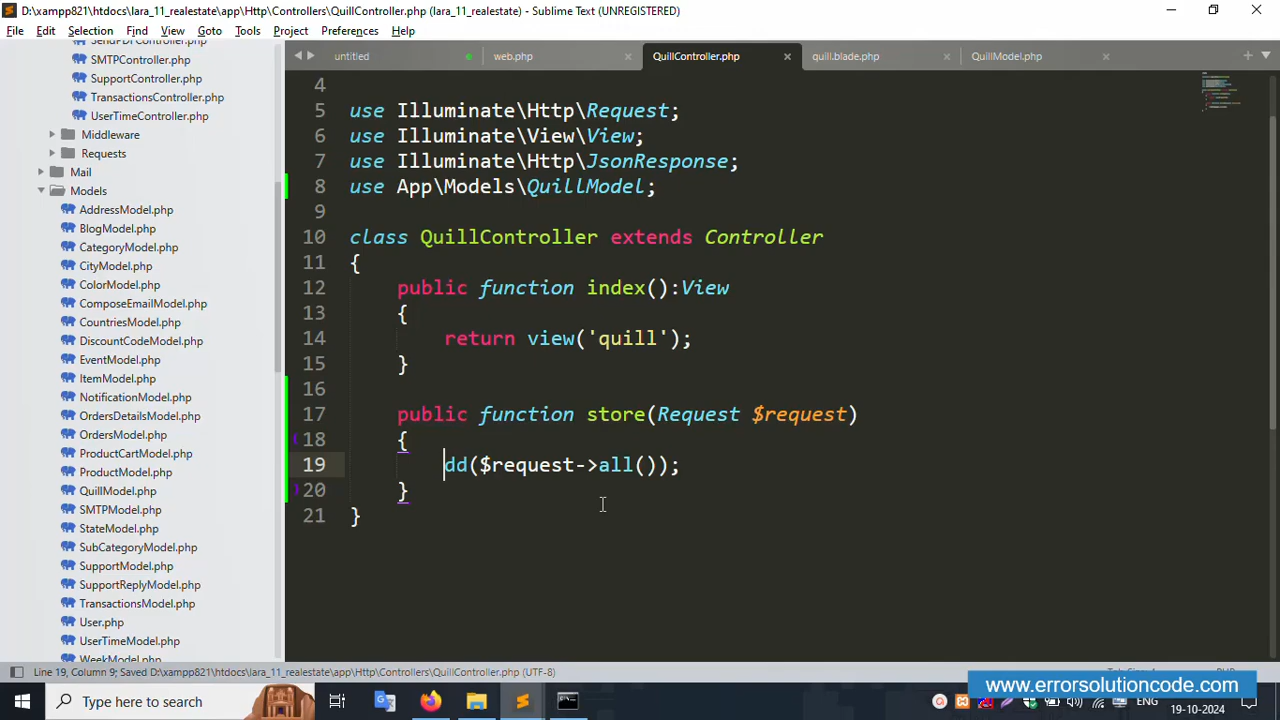 D:\xampp821\htdocs\lara_11_realestate\app\Http\Controllers\QuillController.php (lara_11_realestate) - Sublime Text (UNREGISTERED)
File Edit Selection Find View Goto Tools Project Preferences Help
SendPDFController.php
SMTPController.php
SupportController.php
TransactionsController.php
UserTimeController.php
Middleware
Requests
Mail
Models
AddressModel.php
BlogModel.php
CategoryModel.php
CityModel.php
ColorModel.php
ComposeEmailModel.php
CountriesModel.php
DiscountCodeModel.php
EventModel.php
ItemModel.php
NotificationModel.php
OrdersDetailsModel.php
OrdersModel.php
ProductCartModel.php
ProductModel.php
QuillModel.php
SMTPModel.php
StateModel.php
SubCategoryModel.php
SupportModel.php
SupportReplyModel.php
TransactionsModel.php
User.php
UserTimeModel.php
WeekModel.php
untitled web.php QuillController.php quill.blade.php QuillModel.php
4
5 use Illuminate\Http\Request;
6 use Illuminate\View\View;
7 use Illuminate\Http\JsonResponse;
8 use App\Models\QuillModel;
9
10 class QuillController extends Controller
11 {
12 public function index():View
13 {
14 return view('quill');
15 }
16
17 public function store(Request $request)
18 {
19 dd($request->all());
20 }
21 }
Line 19, Column 9; Saved D:\xampp821\htdocs\lara_11_realestate\app\Http\Controllers\QuillController.php (UTF-8)
www.errorsolutioncode.com
Type here to search
ENG
19-10-2024